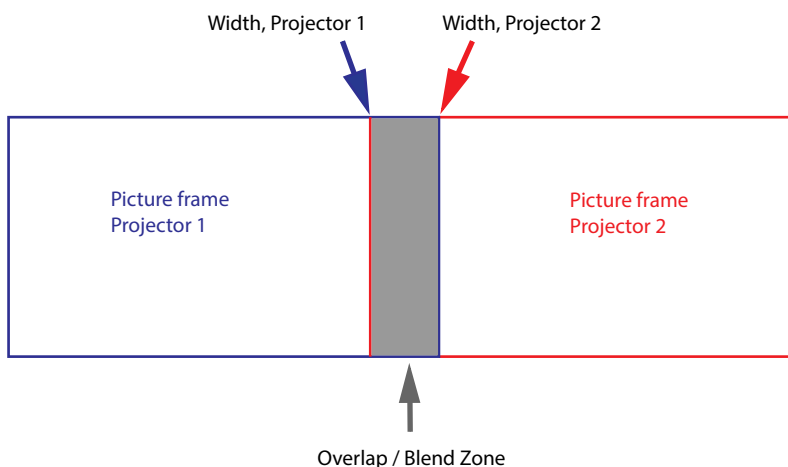 Width, Projector 1
Width, Projector 2
Picture frame
Projector 1
Picture frame
Projector 2
Overlap / Blend Zone